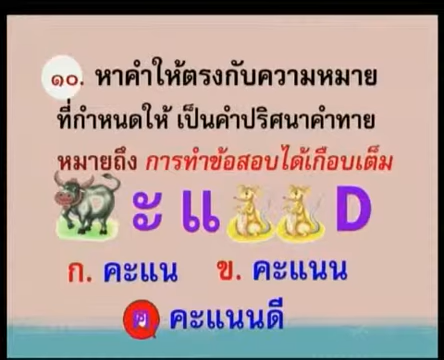 ๑๐. หาคำให้ตรงกับความหมาย
ที่กำหนดให้ เป็นคำปริศนาคำทาย
หมายถึง การทำข้อสอบได้เกือบเต็ม
ะ แ D
ก. คะแน ข. คะแนน
คะแนนดี